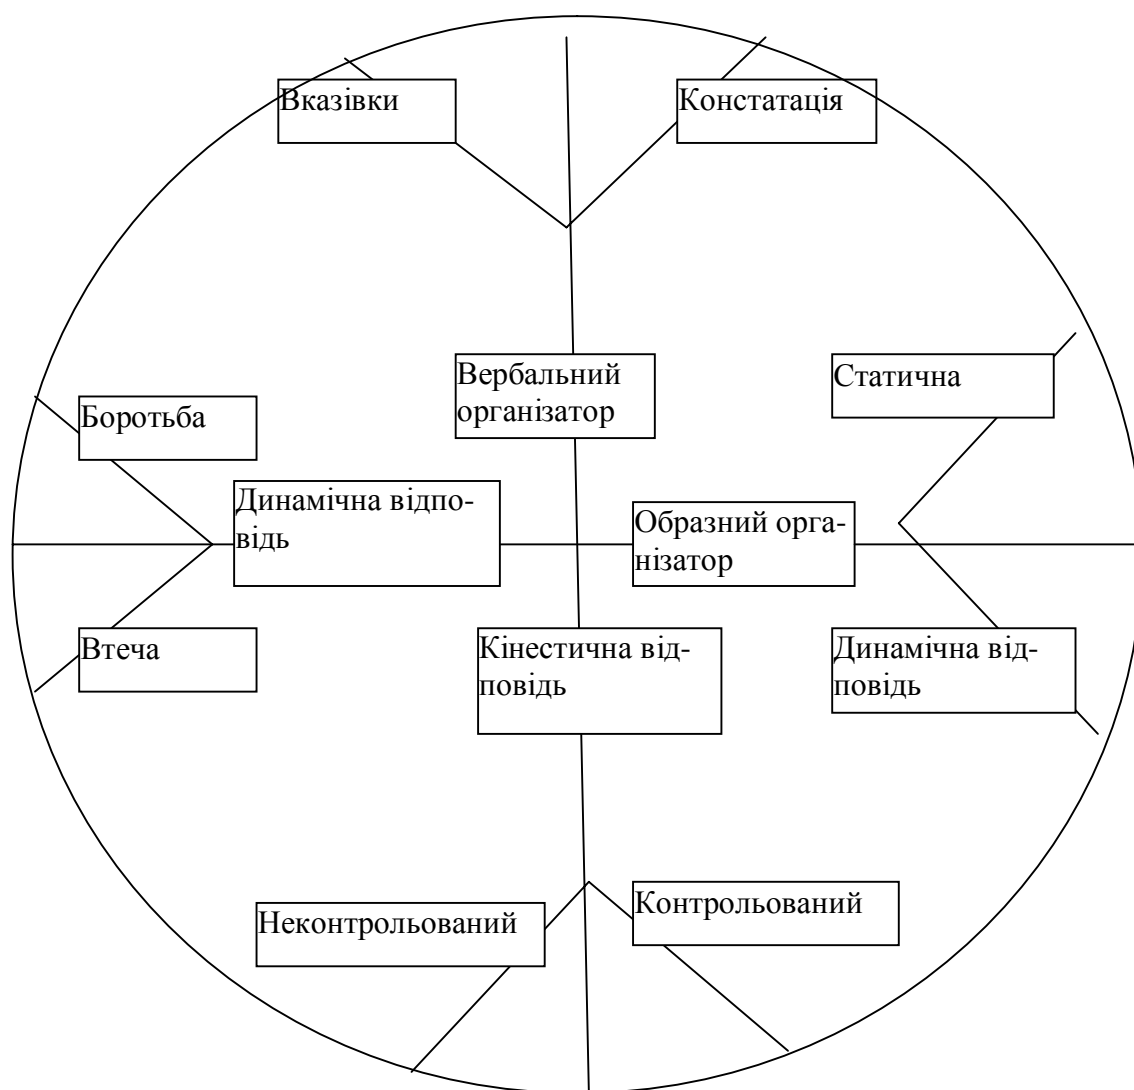 Вказівки
Констатація
Вербальний
організатор
Статична
Боротьба
Динамічна відпо-
відь
Образний орга-
нізатор
Втеча
Кінестична від-
повідь
Динамічна від-
повідь
Неконтрольований
Контрольований